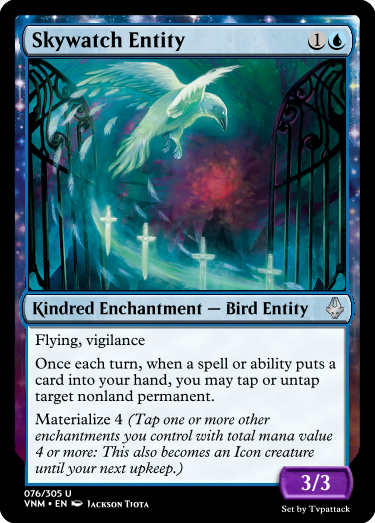 Skywatch Entity
1
Kindred Enchantment — Bird Entity
Flying, vigilance
Once each turn, when a spell or ability puts a
card into your hand, you may tap or untap
target nonland permanent.
Materialize 4 (Tap one or more other
enchantments you control with total mana value
4 or more: This also becomes an Icon creature
until your next upkeep.)
3/3
076/305 U
VNM • EN Jackson Tjota
Set by Tvpattack